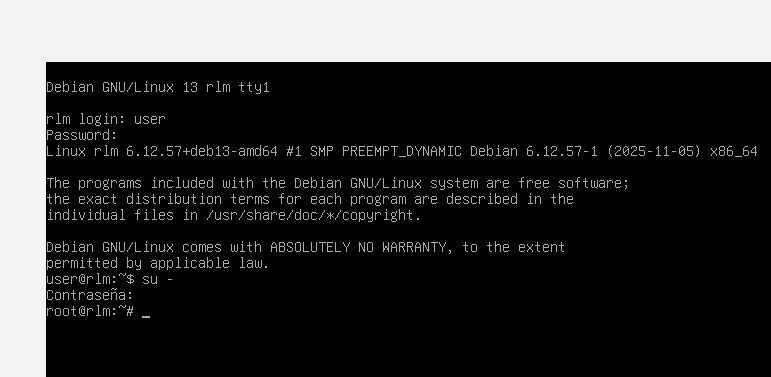 Debian GNU/Linux 13 rlm tty1
rlm login: user
Password:
Linux rlm 6.12.57+deb13-amd64 #1 SMP PREEMPT_DYNAMIC Debian 6.12.57-1 (2025-11-05) x86_64
The programs included with the Debian GNU/Linux system are free software;
the exact distribution terms for each program are described in the
individual files in /usr/share/doc/*/copyright.
Debian GNU/Linux comes with ABSOLUTELY NO WARRANTY, to the extent
permitted by applicable law.
user@rlm:~$ su -
Contraseña:
root@rlm:~# _